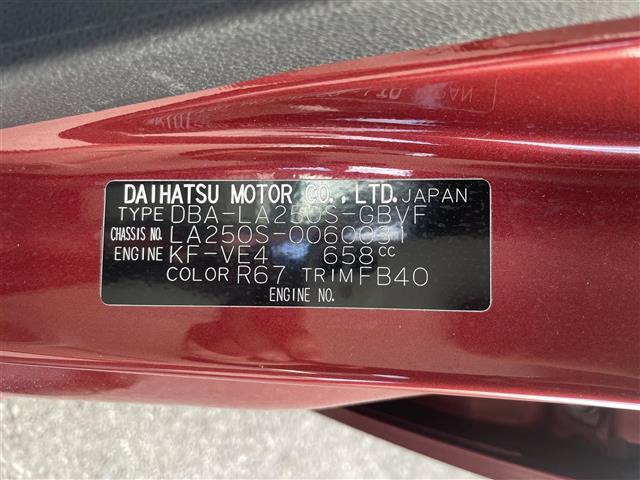 DAIHATSU MOTOR CO.,LTD. JAPAN
TYPE DBA-LA250S-GBVF
CHASSIS NO. LA250S-0060031
ENGINE KF-VE4 658CC
COLOR R67 TRIM FB40
ENGINE NO.